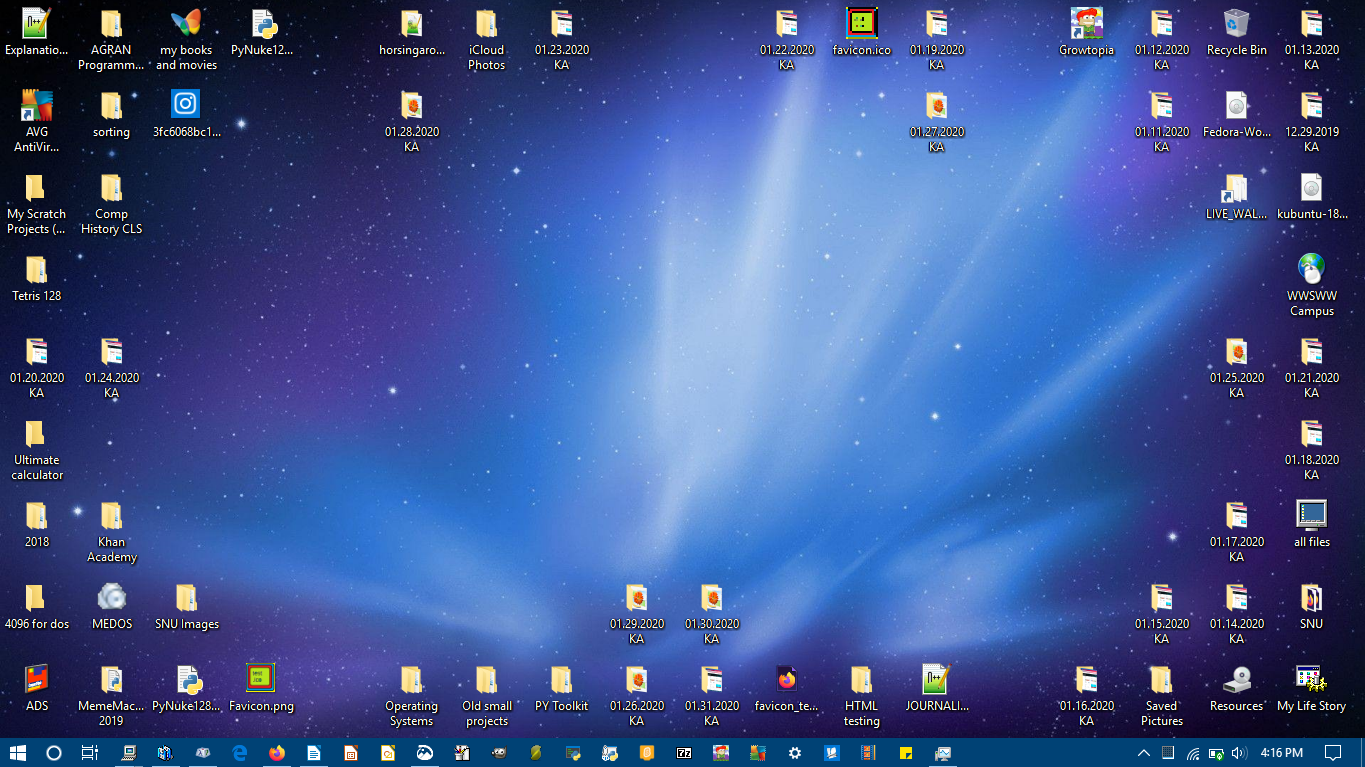 Explanatio...
AGRAN
Programm...
my books
and movies
PyNuke12...
horsingaro...
iCloud
Photos
01.23.2020
KA
01.22.2020
KA
favicon.ico
01.19.2020
KA
Growtopia
01.12.2020
KA
Recycle Bin
01.13.2020
KA
AVG
AntiVir...
sorting
3fc6068bc1...
01.28.2020
KA
01.27.2020
KA
01.11.2020
KA
Fedora-Wo...
12.29.2019
KA
My Scratch
Projects (...
Comp
History CLS
LIVE_WAL...
kubuntu-18...
Tetris 128
WWSWW
Campus
01.20.2020
KA
01.24.2020
KA
01.25.2020
KA
01.21.2020
KA
Ultimate
calculator
01.18.2020
KA
2018
Khan
Academy
01.17.2020
KA
all files
4096 for dos
MEDOS
SNU Images
01.29.2020
KA
01.30.2020
KA
01.15.2020
KA
01.14.2020
KA
SNU
ADS
MemeMac...
2019
PyNuke128...
Favicon.png
Operating
Systems
Old small
projects
PY Toolkit
01.26.2020
KA
01.31.2020
KA
favicon_te...
HTML
testing
JOURNALI...
01.16.2020
KA
Saved
Pictures
Resources
My Life Story
4:16 PM